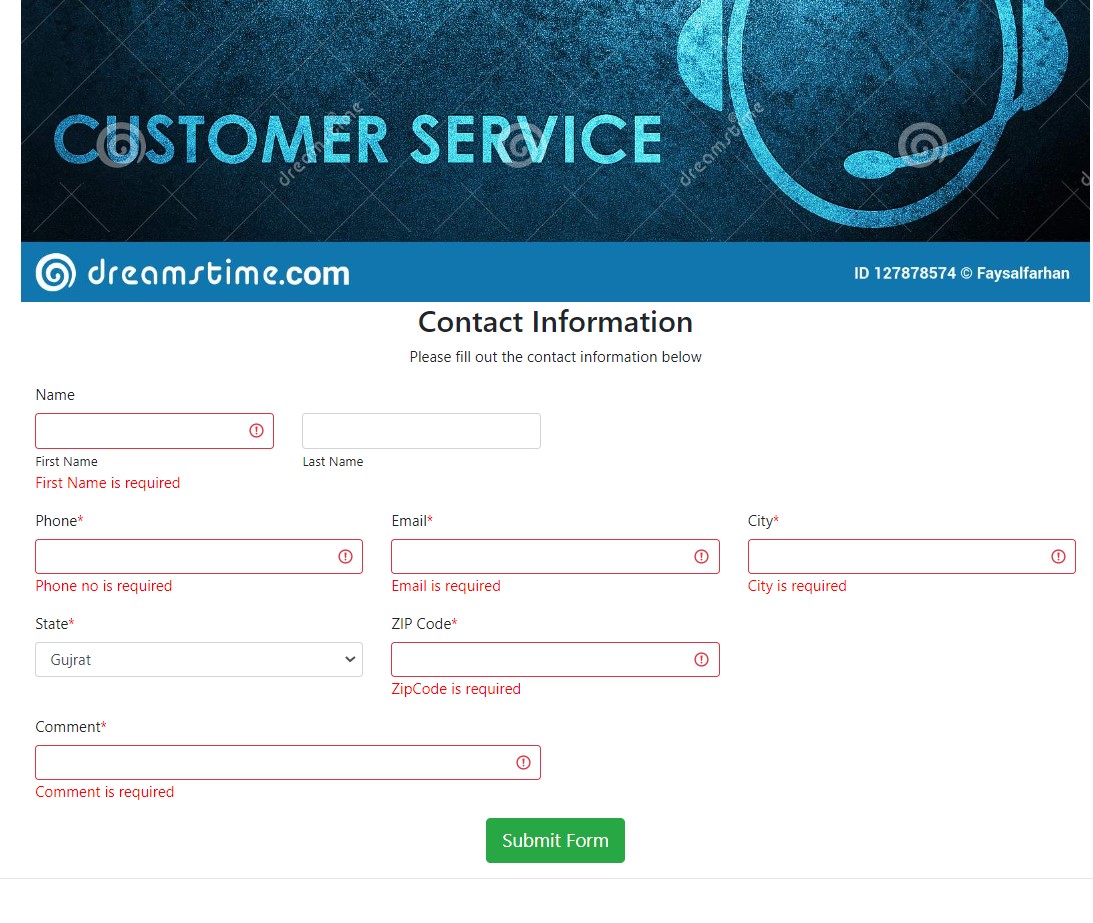 CUSTOMER SERVICE
dreamstime
dreamstime
dreamstime.com
ID 127878574 © Faysalfarhan
Contact Information
Please fill out the contact information below
Name
First Name Last Name
First Name is required
Phone* Email* City*
Phone no is required Email is required City is required
State* ZIP Code*
Gujrat
ZipCode is required
Comment*
Comment is required
Submit Form